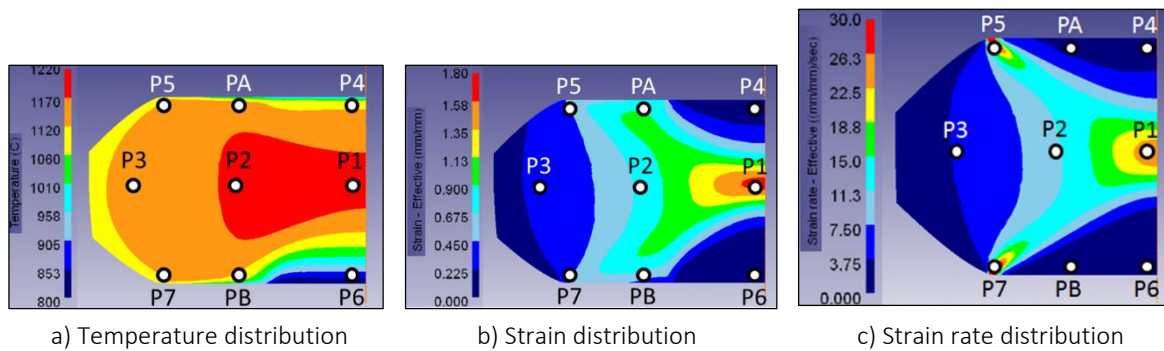 1220
1170
1120
1060
1010
958
905
853
800
Temperature (C)
P5 PA P4
P3 P2 P1
P7 PB P6
1.80
1.58
1.35
1.13
0.900
0.675
0.450
0.225
0.000
Strain - Effective (mm/mm)
P5 PA P4
P3 P2 P1
P7 PB P6
30.0
26.3
22.5
18.8
15.0
11.3
7.50
3.75
0.000
Strain rate - Effective ((mm/mm)/sec)
P5 PA P4
P3 P2 P1
P7 PB P6
a) Temperature distribution
b) Strain distribution
c) Strain rate distribution